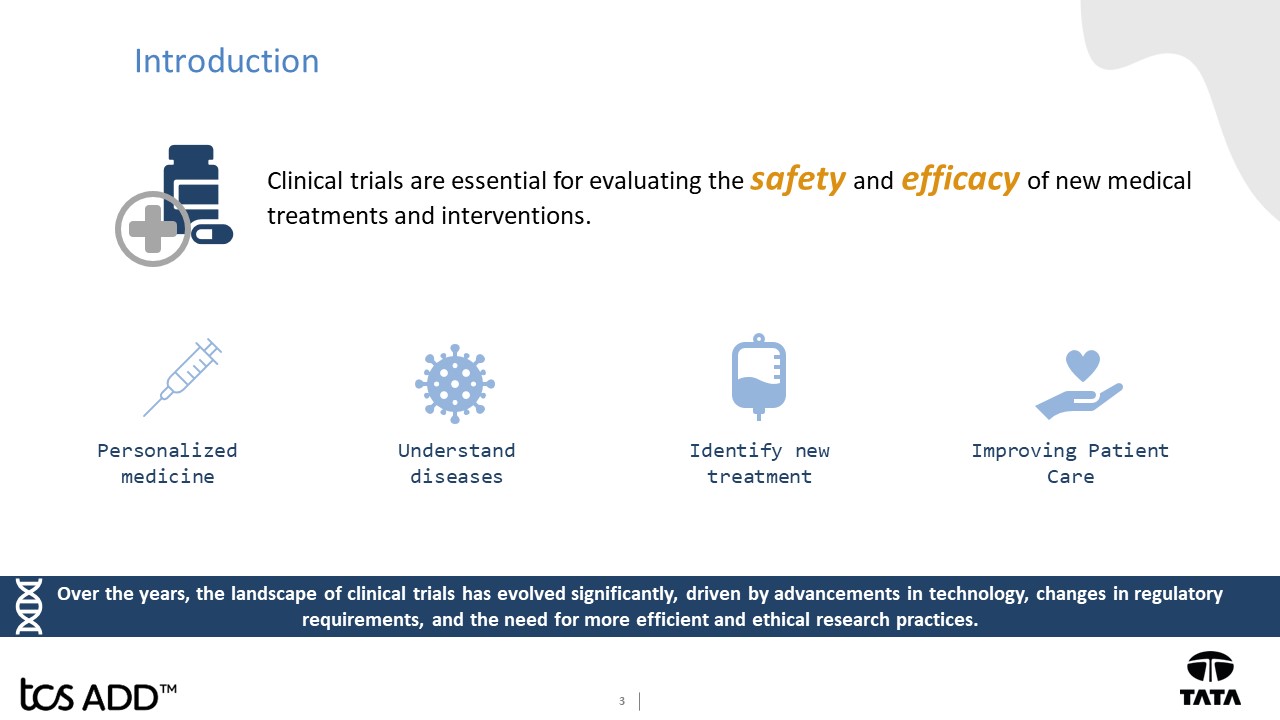 Introduction
Clinical trials are essential for evaluating the safety and efficacy of new medical
treatments and interventions.
Personalized
medicine
Understand
diseases
Identify new
treatment
Improving Patient
Care
Over the years, the landscape of clinical trials has evolved significantly, driven by advancements in technology, changes in regulatory
requirements, and the need for more efficient and ethical research practices.
tcs ADD™
3
TATA